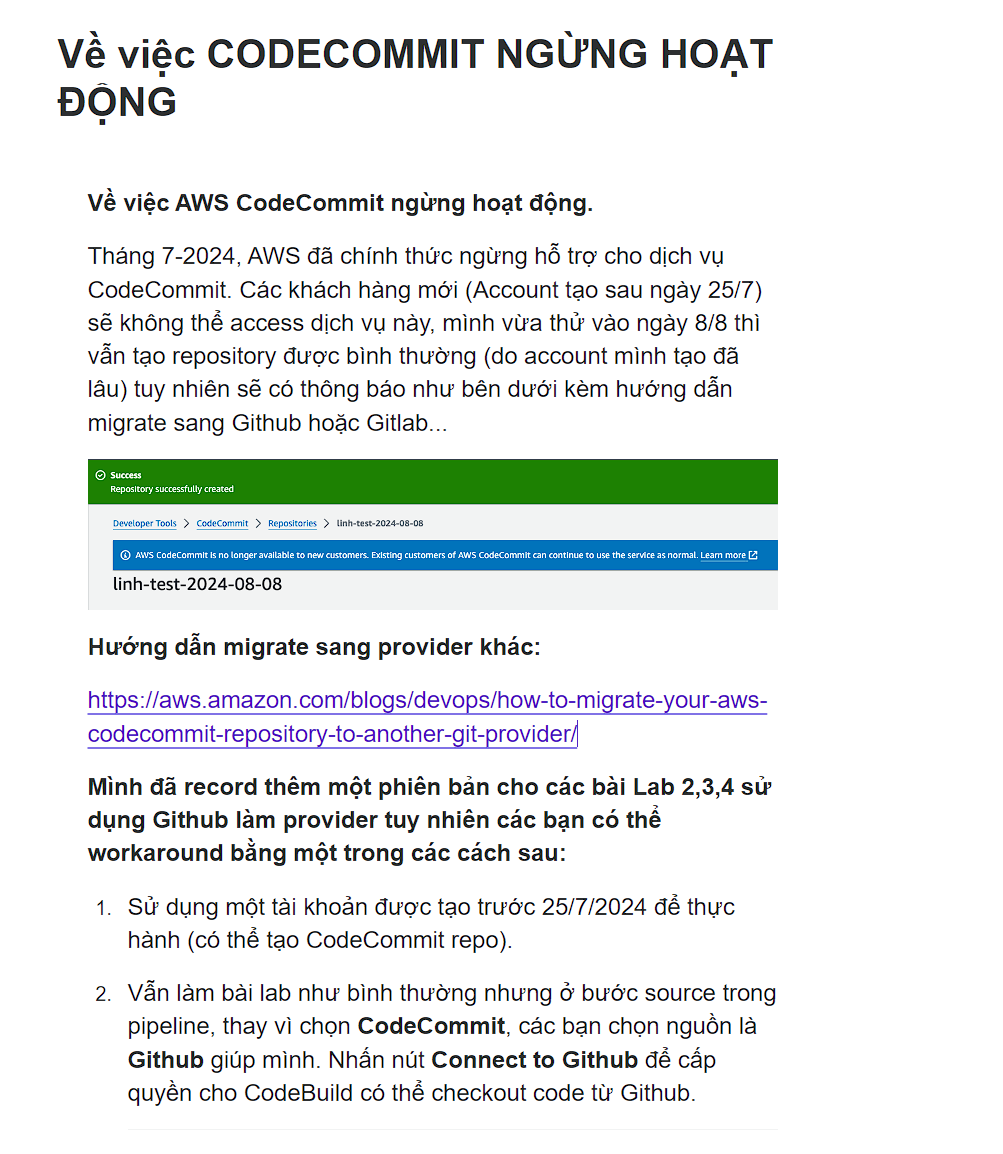 Về việc CODECOMMIT NGỪNG HOẠT
ĐỘNG
Về việc AWS CodeCommit ngừng hoạt động.
Tháng 7-2024, AWS đã chính thức ngừng hỗ trợ cho dịch vụ
CodeCommit. Các khách hàng mới (Account tạo sau ngày 25/7)
sẽ không thể access dịch vụ này, mình vừa thử vào ngày 8/8 thì
vẫn tạo repository được bình thường (do account mình tạo đã
lâu) tuy nhiên sẽ có thông báo như bên dưới kèm hướng dẫn
migrate sang Github hoặc Gitlab...
Success
Repository successfully created
Developer Tools > CodeCommit > Repositories > linh-test-2024-08-08
AWS CodeCommit is no longer available to new customers. Existing customers of AWS CodeCommit can continue to use the service as normal. Learn more
linh-test-2024-08-08
Hướng dẫn migrate sang provider khác:
https://aws.amazon.com/blogs/devops/how-to-migrate-your-aws-
codecommit-repository-to-another-git-provider/
Mình đã record thêm một phiên bản cho các bài Lab 2,3,4 sử
dụng Github làm provider tuy nhiên các bạn có thể
workaround bằng một trong các cách sau:
1. Sử dụng một tài khoản được tạo trước 25/7/2024 để thực
hành (có thể tạo CodeCommit repo).
2. Vẫn làm bài lab như bình thường nhưng ở bước source trong
pipeline, thay vì chọn CodeCommit, các bạn chọn nguồn là
Github giúp mình. Nhấn nút Connect to Github để cấp
quyền cho CodeBuild có thể checkout code từ Github.